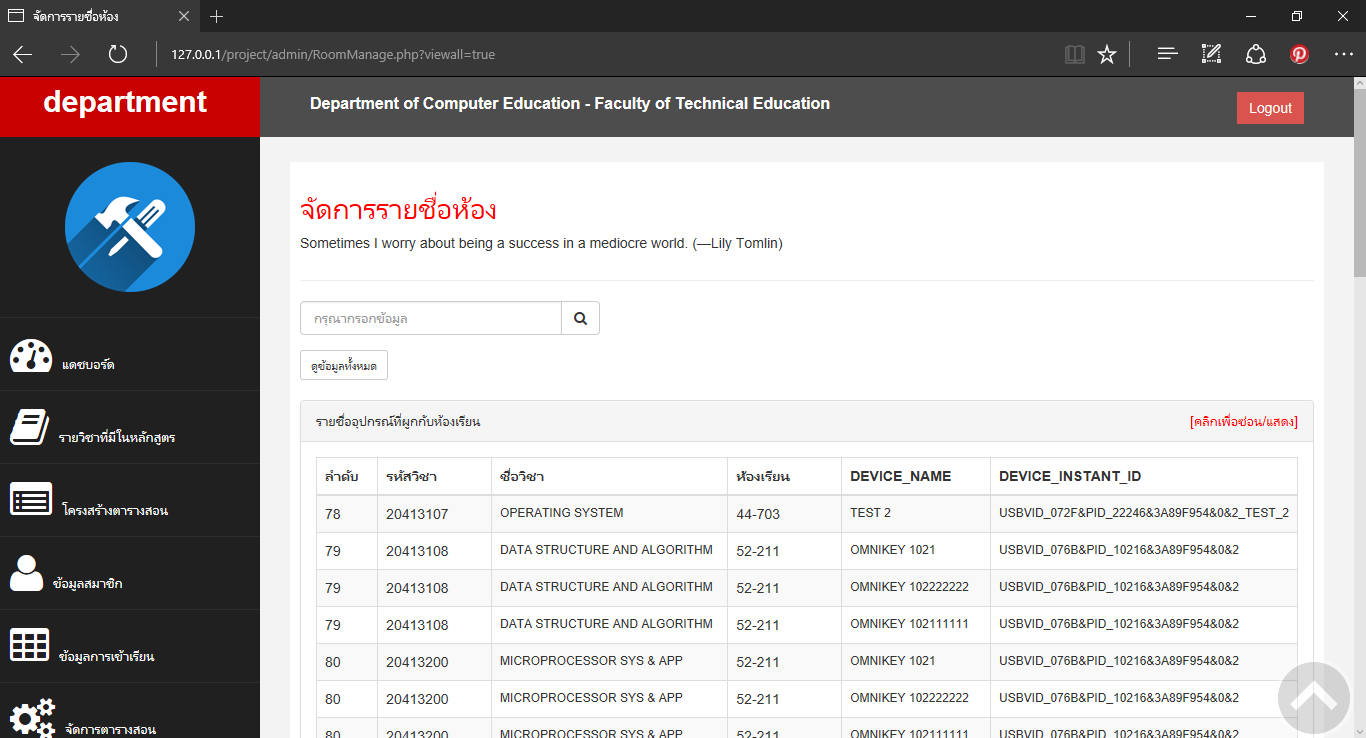 จัดการรายชื่อห้อง
127.0.0.1/project/admin/RoomManage.php?viewall=true
department
Department of Computer Education - Faculty of Technical Education
Logout
จัดการรายชื่อห้อง
Sometimes I worry about being a success in a mediocre world. (—Lily Tomlin)
กรุณากรอกข้อมูล
ดูข้อมูลทั้งหมด
แดชบอร์ด
รายวิชาที่มีในหลักสูตร
โครงสร้างตารางสอน
ข้อมูลสมาชิก
ข้อมูลการเข้าเรียน
จัดการตารางสอน
รายชื่ออุปกรณ์ที่ผูกกับห้องเรียน [คลิกเพื่อซ่อน/แสดง]
ลำดับ รหัสวิชา ชื่อวิชา ห้องเรียน DEVICE_NAME DEVICE_INSTANT_ID
78 20413107 OPERATING SYSTEM 44-703 TEST 2 USBVID_072F&PID_22246&3A89F954&0&2_TEST_2
79 20413108 DATA STRUCTURE AND ALGORITHM 52-211 OMNIKEY 1021 USBVID_076B&PID_10216&3A89F954&0&2
79 20413108 DATA STRUCTURE AND ALGORITHM 52-211 OMNIKEY 102222222 USBVID_076B&PID_10216&3A89F954&0&2
79 20413108 DATA STRUCTURE AND ALGORITHM 52-211 OMNIKEY 102111111 USBVID_076B&PID_10216&3A89F954&0&2
80 20413200 MICROPROCESSOR SYS & APP 52-211 OMNIKEY 1021 USBVID_076B&PID_10216&3A89F954&0&2
80 20413200 MICROPROCESSOR SYS & APP 52-211 OMNIKEY 102222222 USBVID_076B&PID_10216&3A89F954&0&2
80 20413200 MICROPROCESSOR SYS & APP 52-211 OMNIKEY 102111111 USBVID_076B&PID_10216&3A89F954&0&2